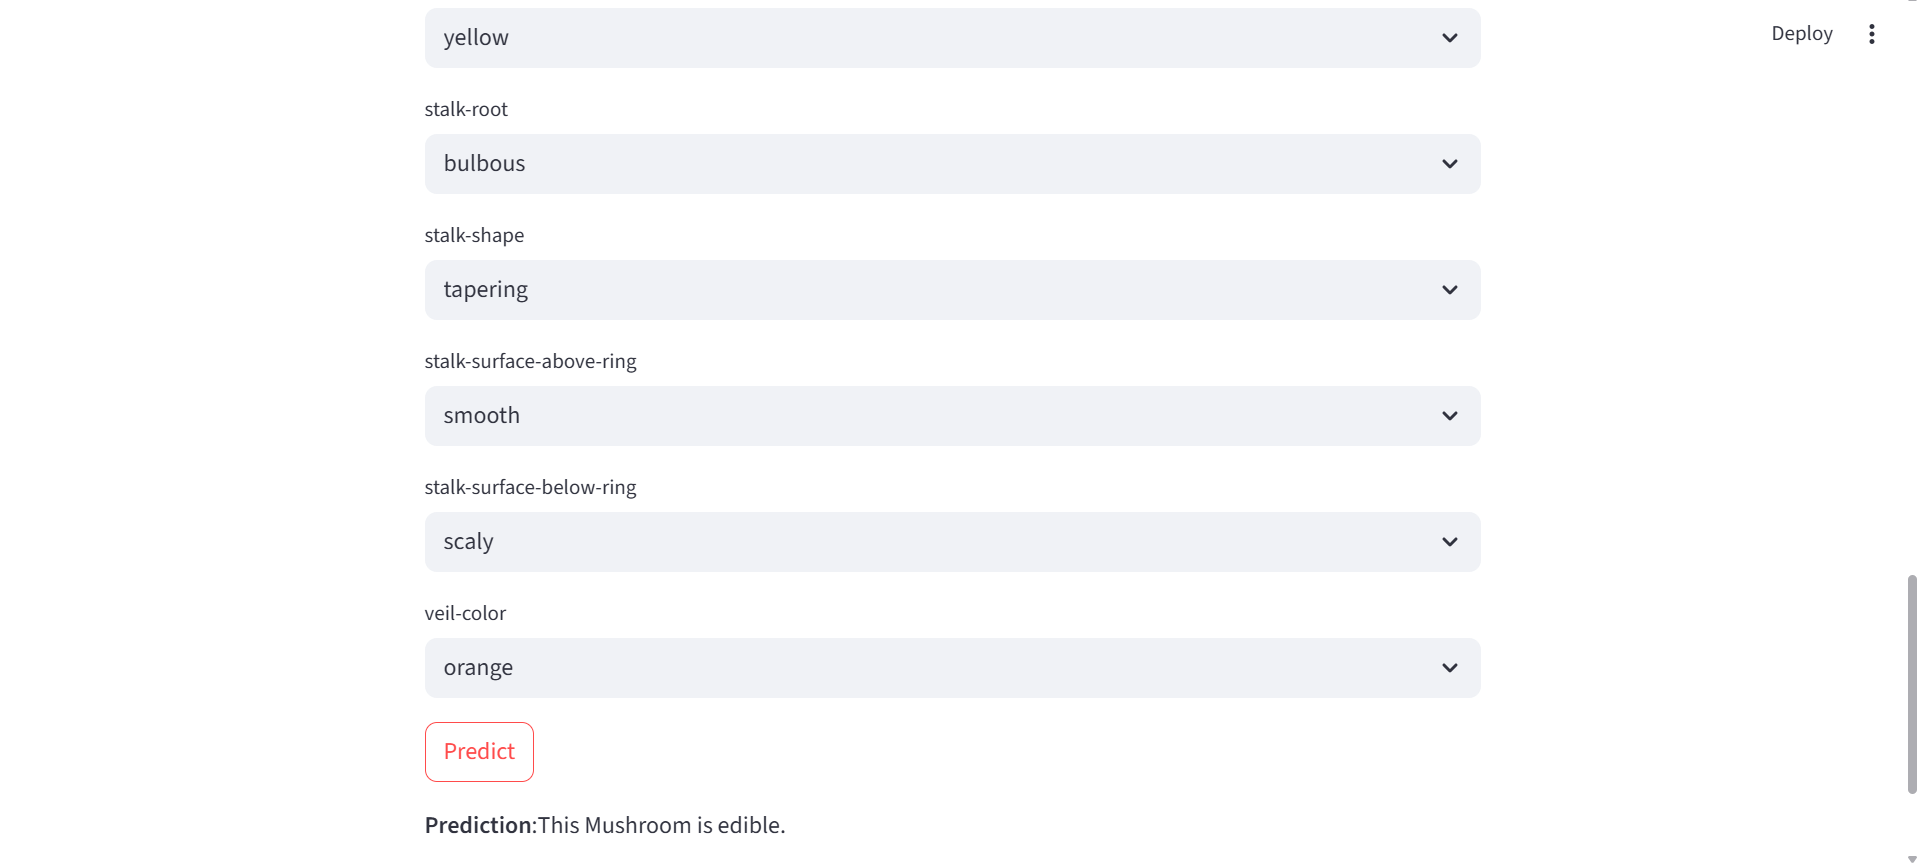 yellow
Deploy
stalk-root
bulbous
stalk-shape
tapering
stalk-surface-above-ring
smooth
stalk-surface-below-ring
scaly
veil-color
orange
Predict
Prediction:This Mushroom is edible.